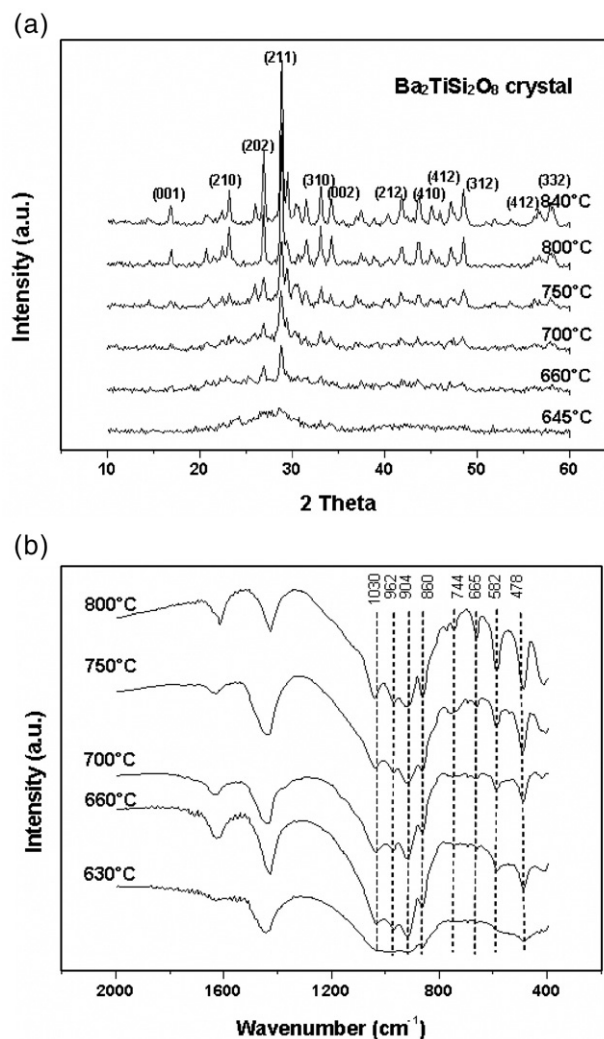 (a)
(211)
Ba₂TiSi₂O₈ crystal
(202)
(001)
(210)
(310)
(002)
(212)
(412)
(410)
(312)
(412)
(332)
840°C
800°C
750°C
700°C
660°C
645°C
Intensity (a.u.)
10 20 30 40 50 60
2 Theta
(b)
1030 962 904 860 744 665 582 478
800°C
750°C
700°C
660°C
630°C
Intensity (a.u.)
2000 1600 1200 800 400
Wavenumber (cm⁻¹)